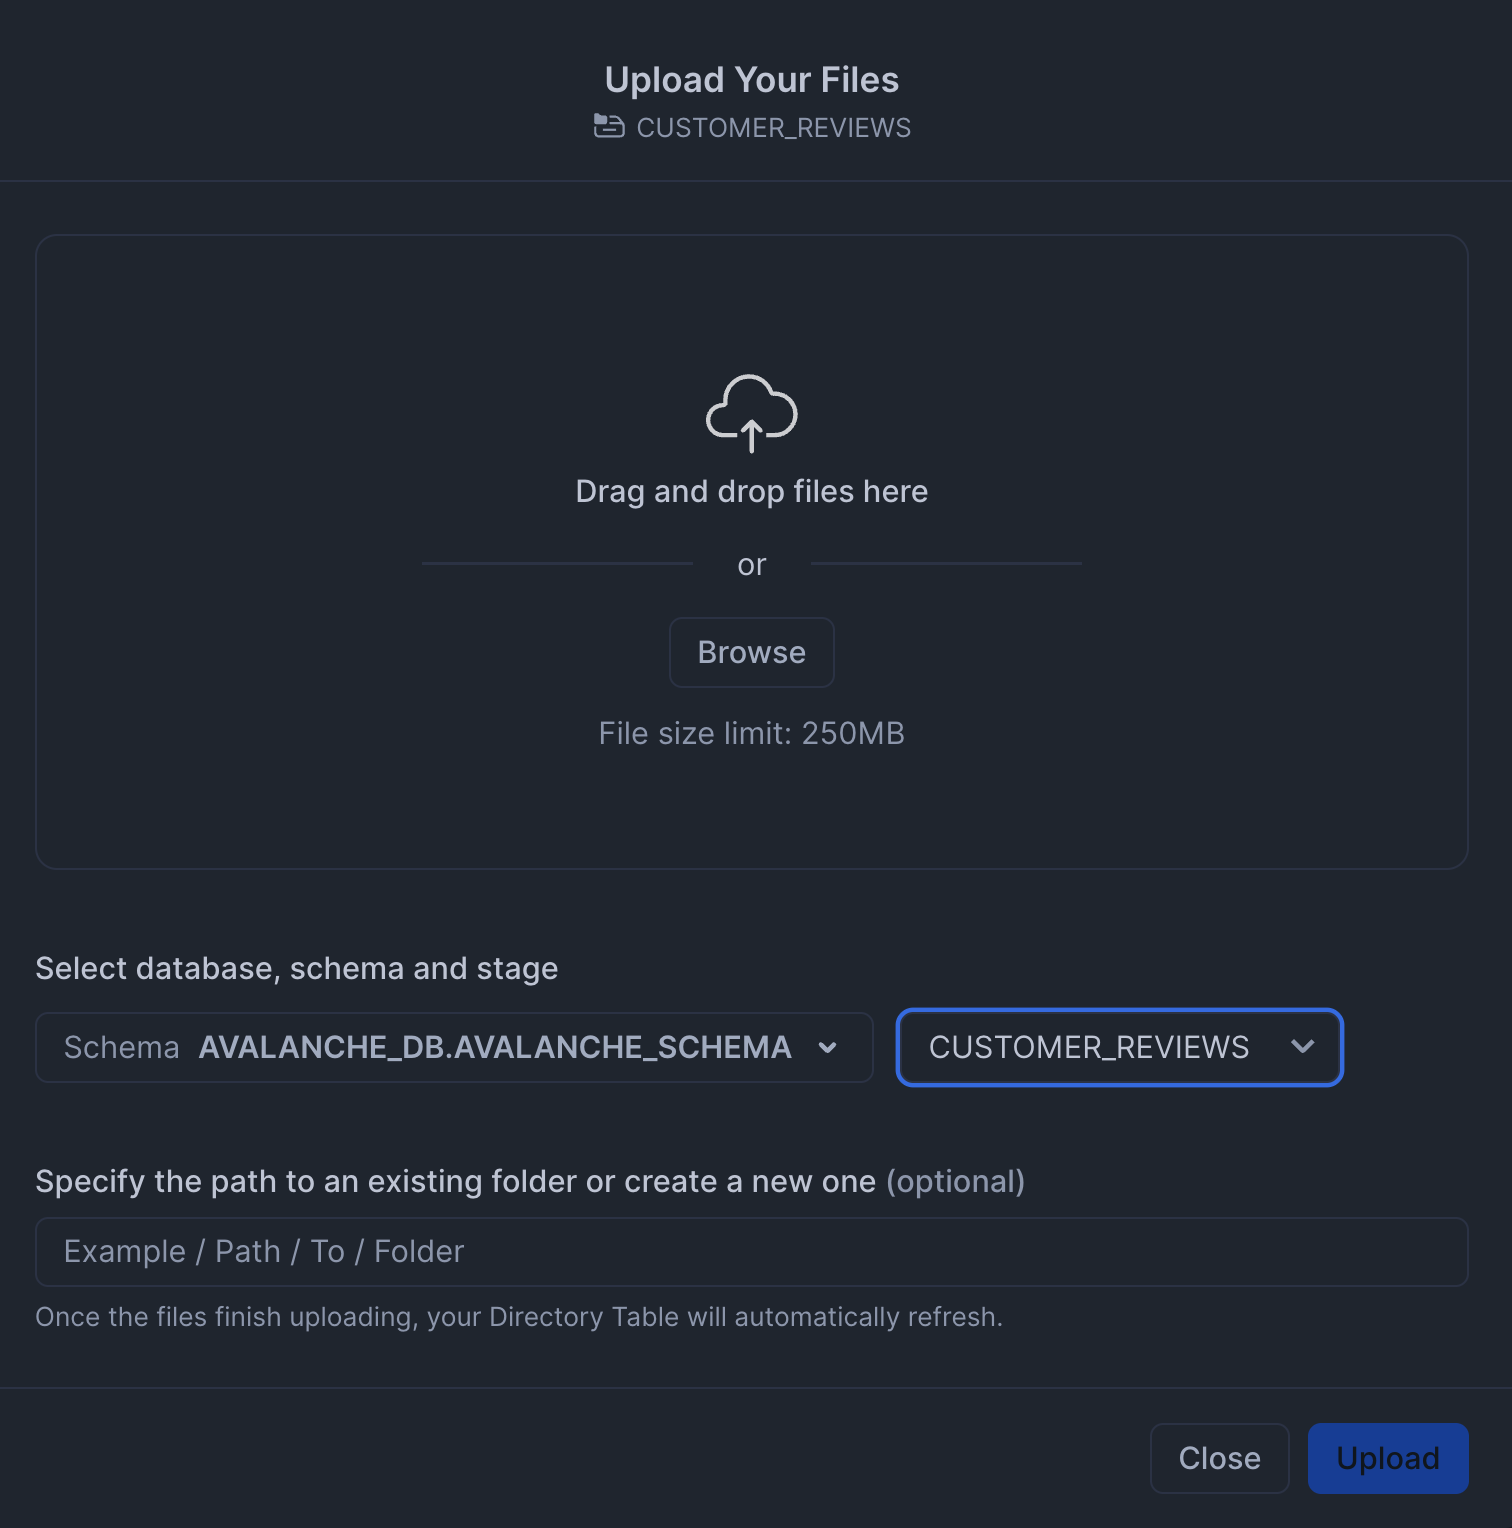 Upload Your Files
CUSTOMER_REVIEWS
Drag and drop files here
or
Browse
File size limit: 250MB
Select database, schema and stage
Schema AVALANCHE_DB.AVALANCHE_SCHEMA
CUSTOMER_REVIEWS
Specify the path to an existing folder or create a new one (optional)
Example / Path / To / Folder
Once the files finish uploading, your Directory Table will automatically refresh.
Close
Upload